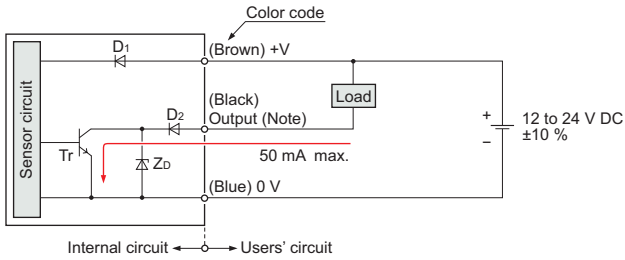 Color code
D1
(Brown) +V
Sensor circuit
(Black)
Output (Note)
D2
Load
Tr
ZD
50 mA max.
+
−
12 to 24 V DC
±10 %
(Blue) 0 V
Internal circuit
Users' circuit